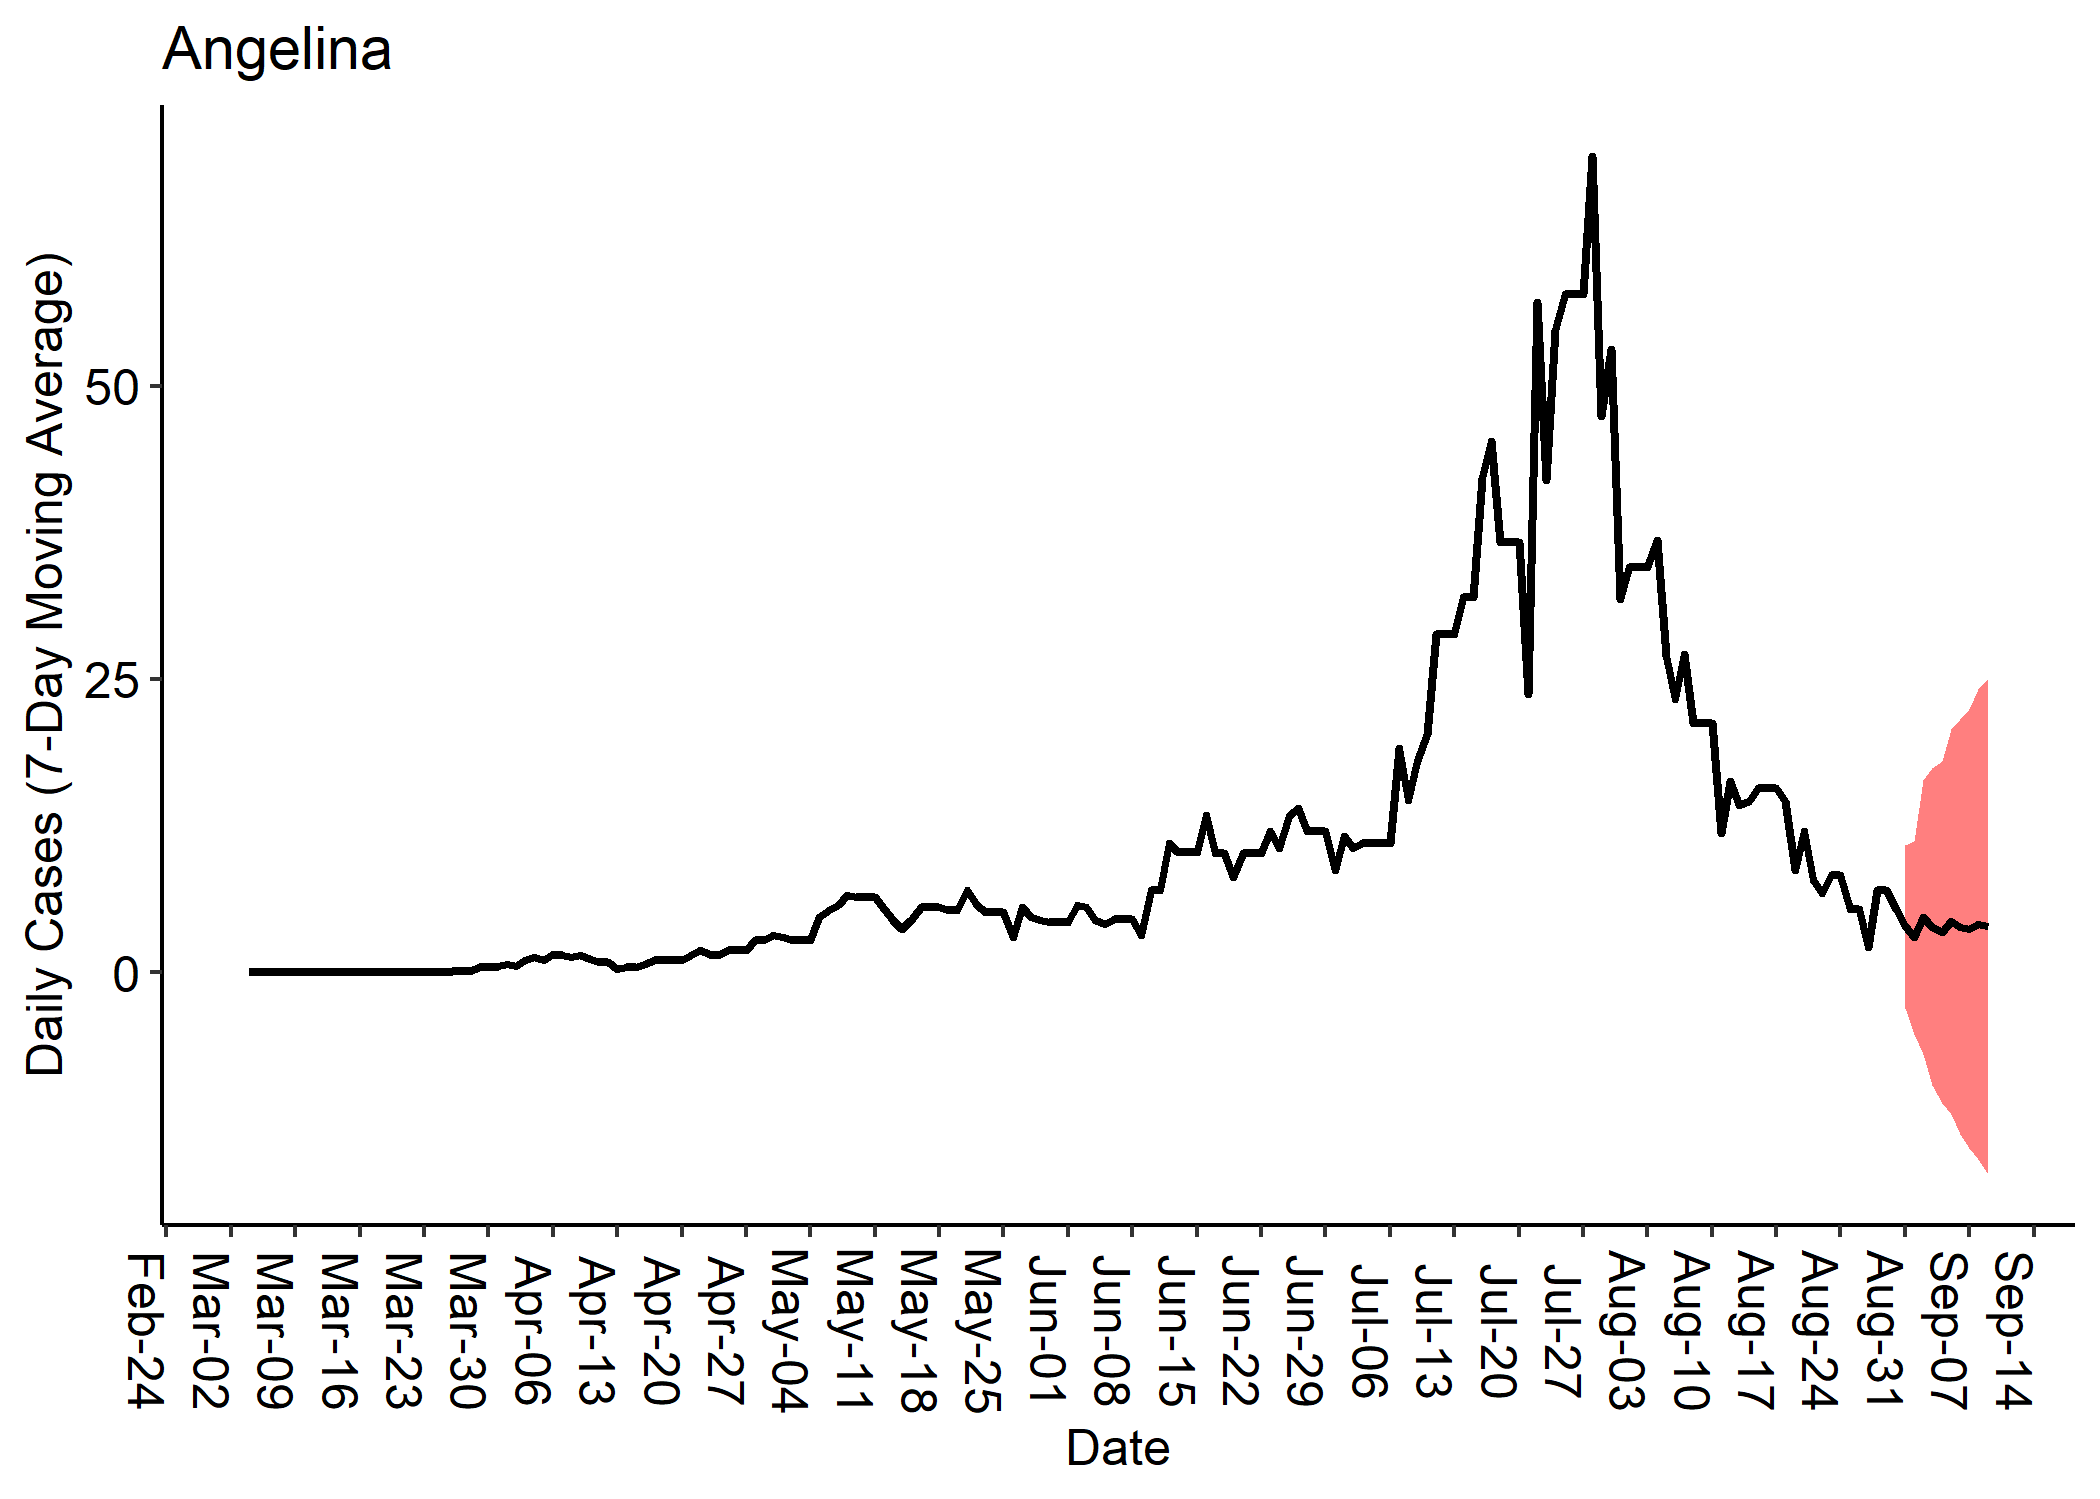 Angelina
Daily Cases (7-Day Moving Average)
50
25
0
Feb-24
Mar-02
Mar-09
Mar-16
Mar-23
Mar-30
Apr-06
Apr-13
Apr-20
Apr-27
May-04
May-11
May-18
May-25
Jun-01
Jun-08
Jun-15
Jun-22
Jun-29
Jul-06
Jul-13
Jul-20
Jul-27
Aug-03
Aug-10
Aug-17
Aug-24
Aug-31
Sep-07
Sep-14
Date